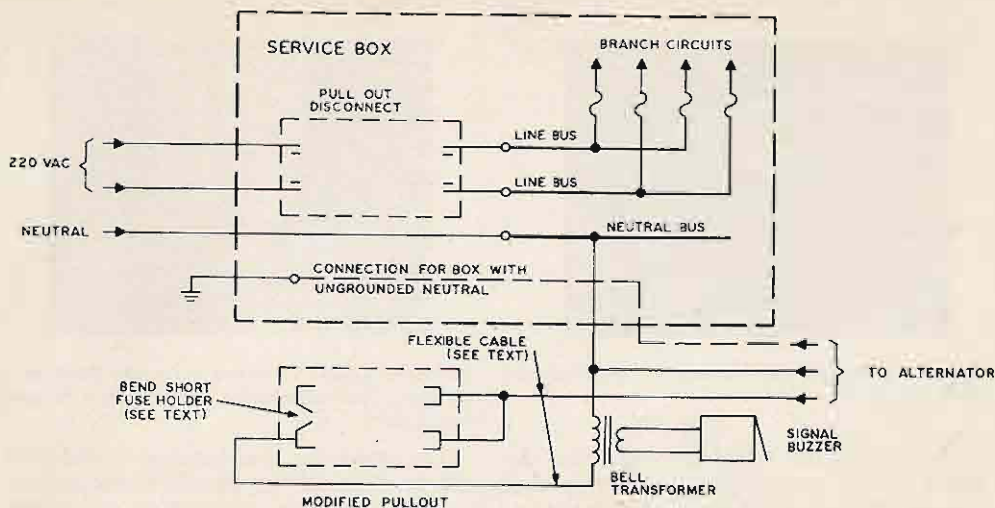 SERVICE BOX
BRANCH CIRCUITS
PULL OUT
DISCONNECT
LINE BUS
220 VAC
LINE BUS
NEUTRAL
NEUTRAL BUS
CONNECTION FOR BOX WITH
UNGROUNDED NEUTRAL
FLEXIBLE CABLE
(SEE TEXT)
TO ALTERNATOR
BEND SHORT
FUSE HOLDER
(SEE TEXT)
SIGNAL
BUZZER
BELL
TRANSFORMER
MODIFIED PULLOUT